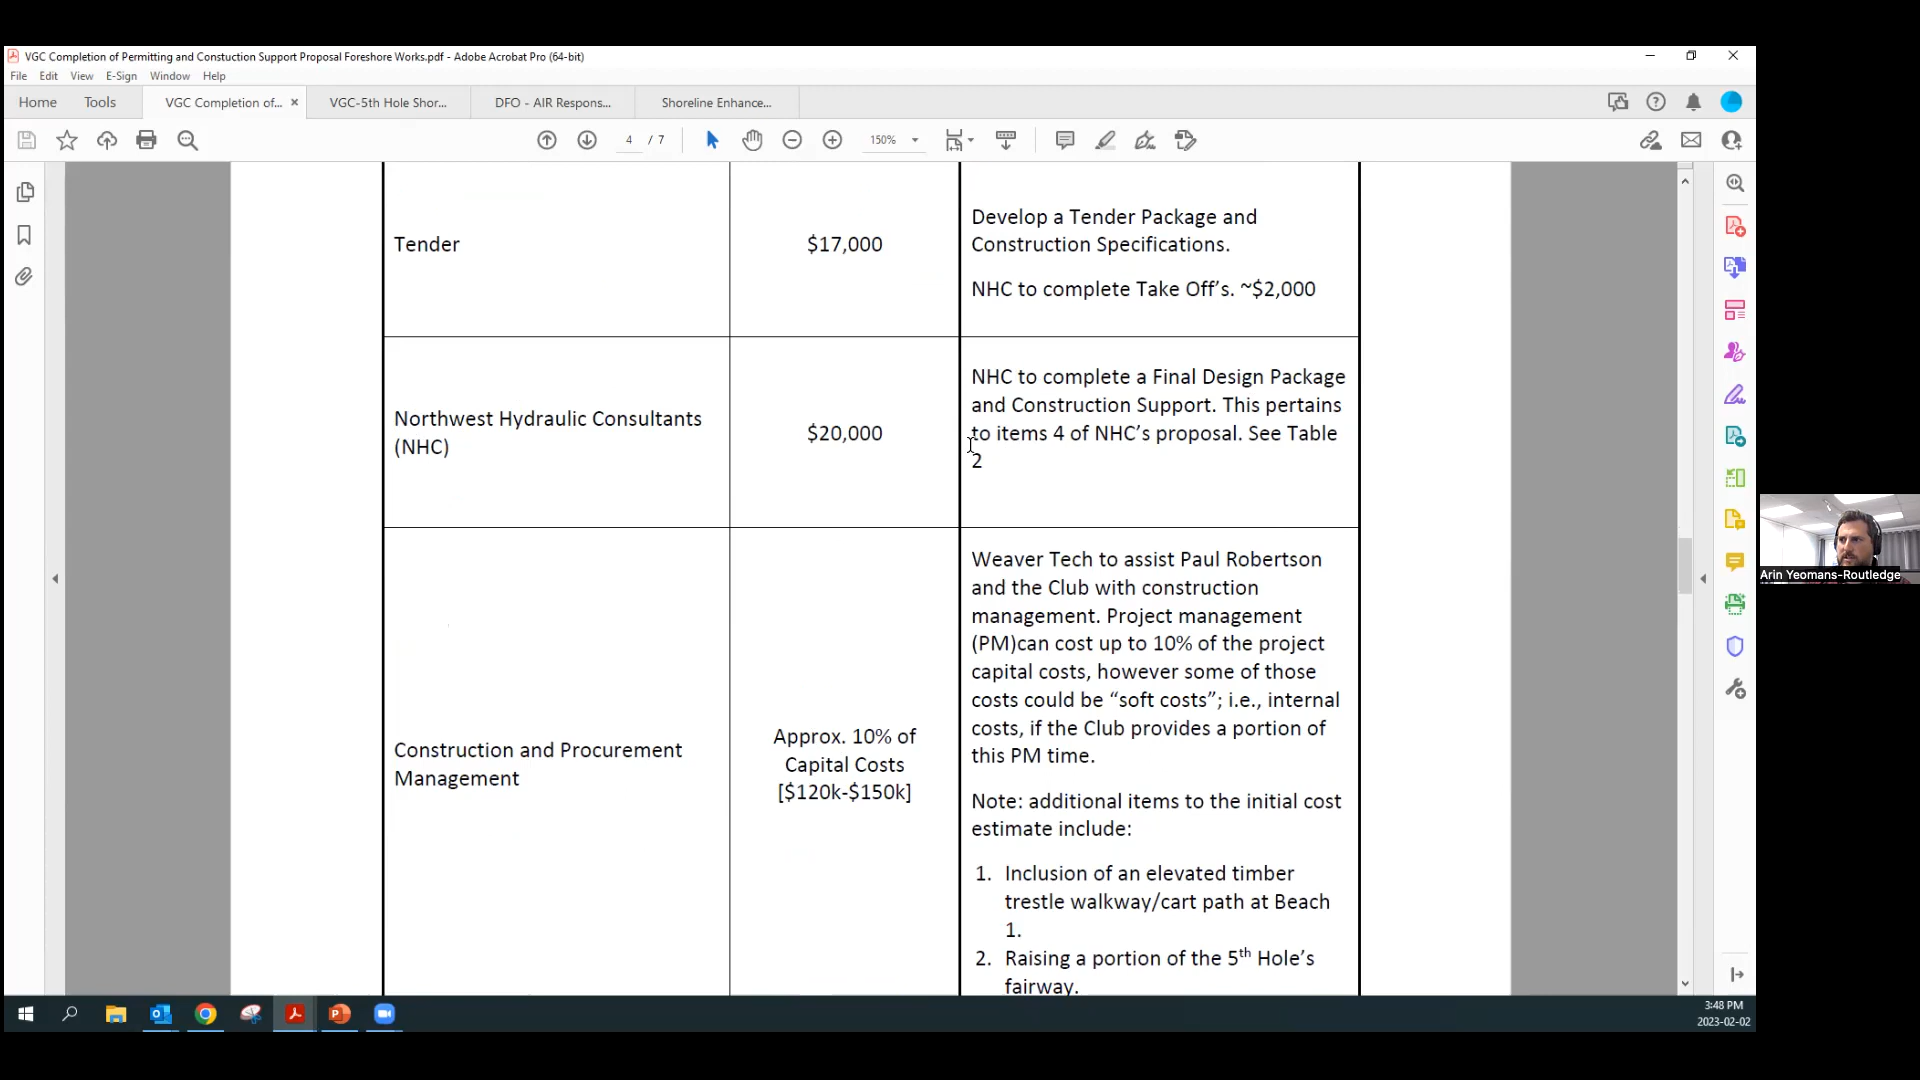 VGC Completion of Permitting and Constuction Support Proposal Foreshore Works.pdf - Adobe Acrobat Pro (64-bit)
File Edit View E-Sign Window Help
Home Tools VGC Completion of... × VGC-5th Hole Shor... DFO - AIR Respons... Shoreline Enhance...
4 / 7 150%
Tender
$17,000
Develop a Tender Package and
Construction Specifications.
NHC to complete Take Off’s. ~$2,000
Northwest Hydraulic Consultants
(NHC)
$20,000
NHC to complete a Final Design Package
and Construction Support. This pertains
to items 4 of NHC’s proposal. See Table
2
Construction and Procurement
Management
Approx. 10% of
Capital Costs
[$120k-$150k]
Weaver Tech to assist Paul Robertson
and the Club with construction
management. Project management
(PM)can cost up to 10% of the project
capital costs, however some of those
costs could be “soft costs”; i.e., internal
costs, if the Club provides a portion of
this PM time.
Note: additional items to the initial cost
estimate include:
1. Inclusion of an elevated timber
trestle walkway/cart path at Beach
1.
2. Raising a portion of the 5th Hole’s
fairway.
Arin Yeomans-Routledge
3:48 PM
2023-02-02